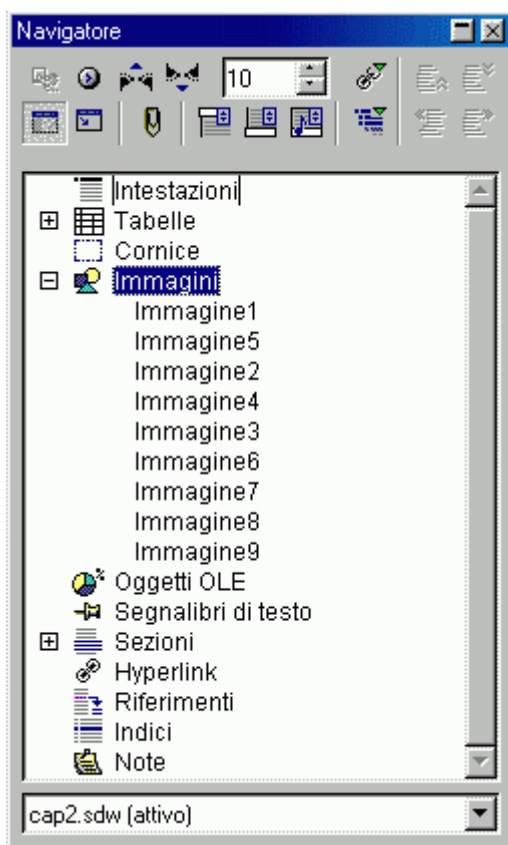 Navigatore
10
Intestazioni
Tabelle
Cornice
Immagini
Immagine1
Immagine5
Immagine2
Immagine4
Immagine3
Immagine6
Immagine7
Immagine8
Immagine9
Oggetti OLE
Segnalibri di testo
Sezioni
Hyperlink
Riferimenti
Indici
Note
cap2.sdw (attivo)